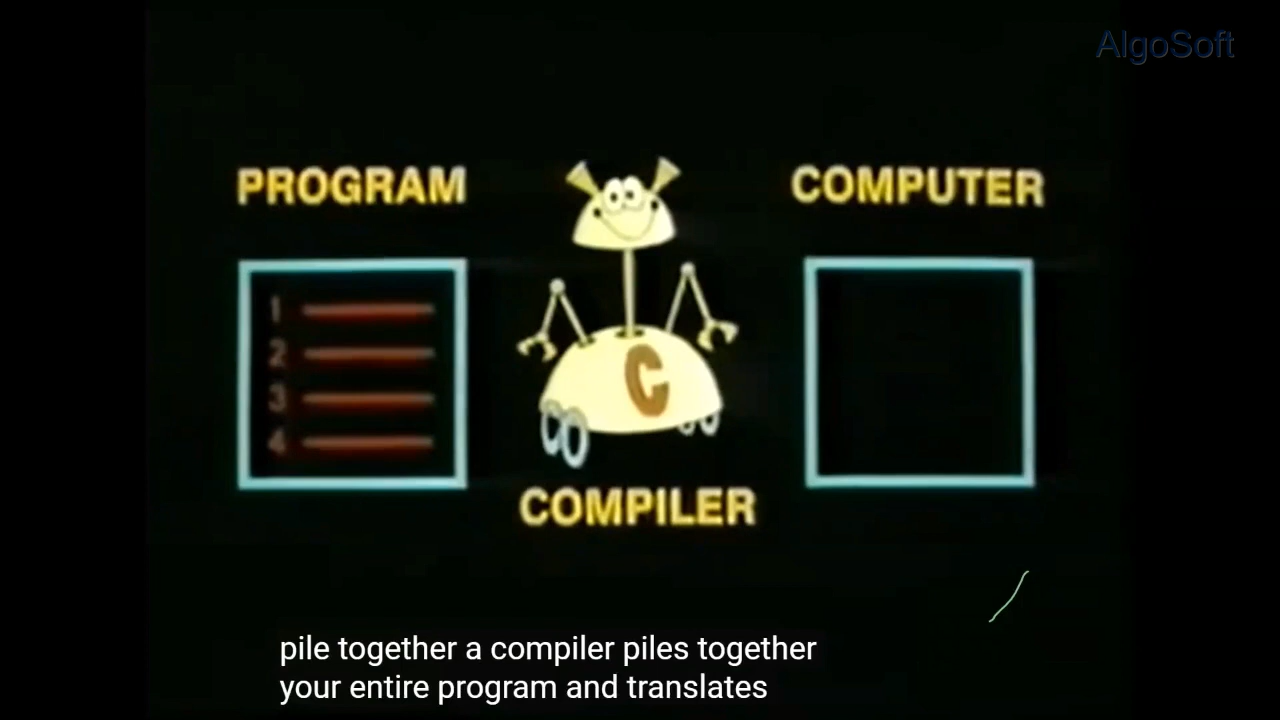 AlgoSoft
PROGRAM
COMPUTER
1
2
3
4
C
COMPILER
pile together a compiler piles together
your entire program and translates